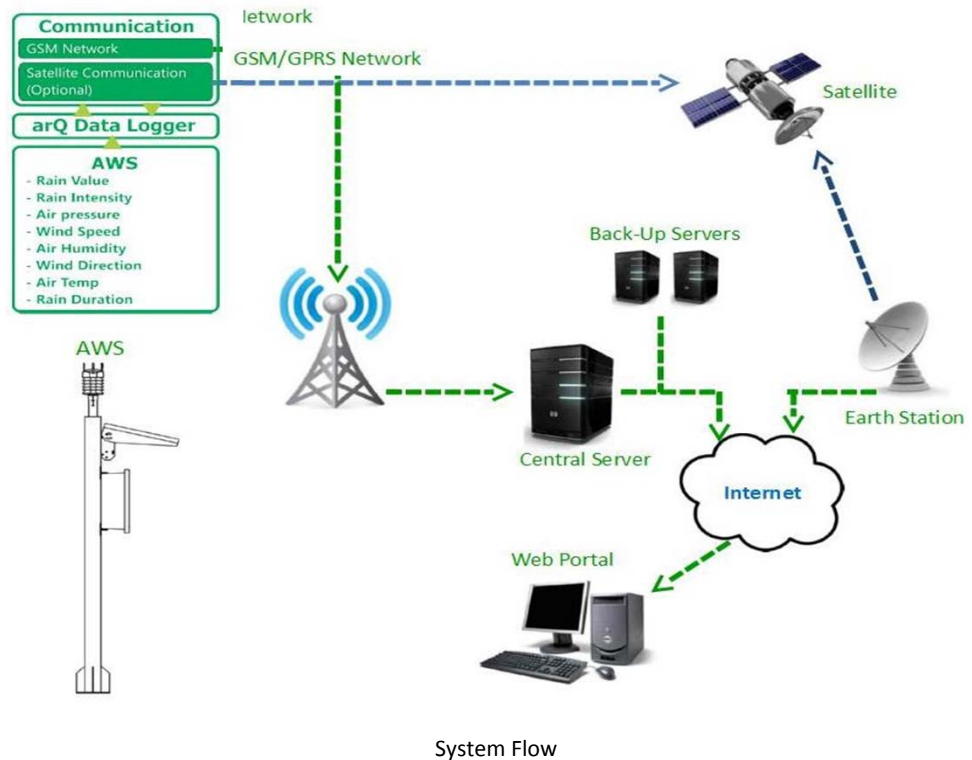 Communication
GSM Network
Satellite Communication
(Optional)
arQ Data Logger
AWS
- Rain Value
- Rain Intensity
- Air pressure
- Wind Speed
- Air Humidity
- Wind Direction
- Air Temp
- Rain Duration
GSM/GPRS Network
Satellite
Back-Up Servers
AWS
Earth Station
Central Server
Internet
Web Portal
System Flow